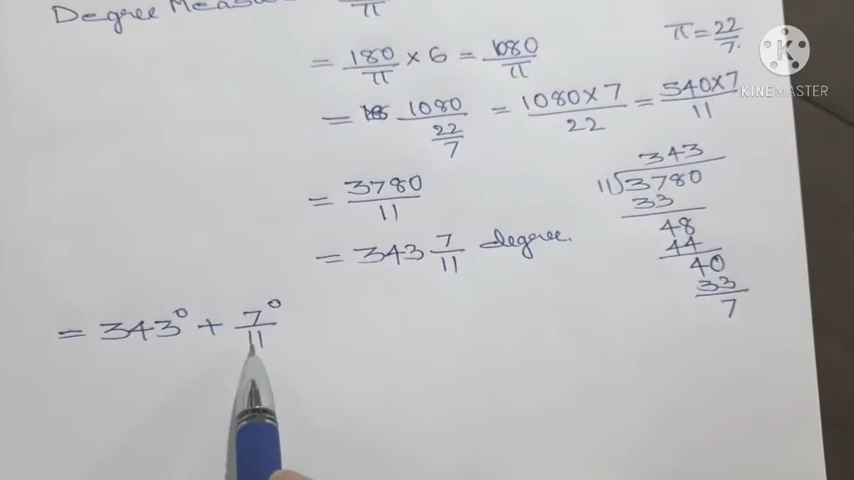 Degree Measure /π
= 180/π × 6 = 1080/π
π = 22/7.
K
KINEMASTER
= 1080/(22/7) = 1080×7/22 = 540×7/11
= 3780/11
343
11)3780
33
48
44
40
33
7
= 343 7/11 degree.
= 343° + 7°/11